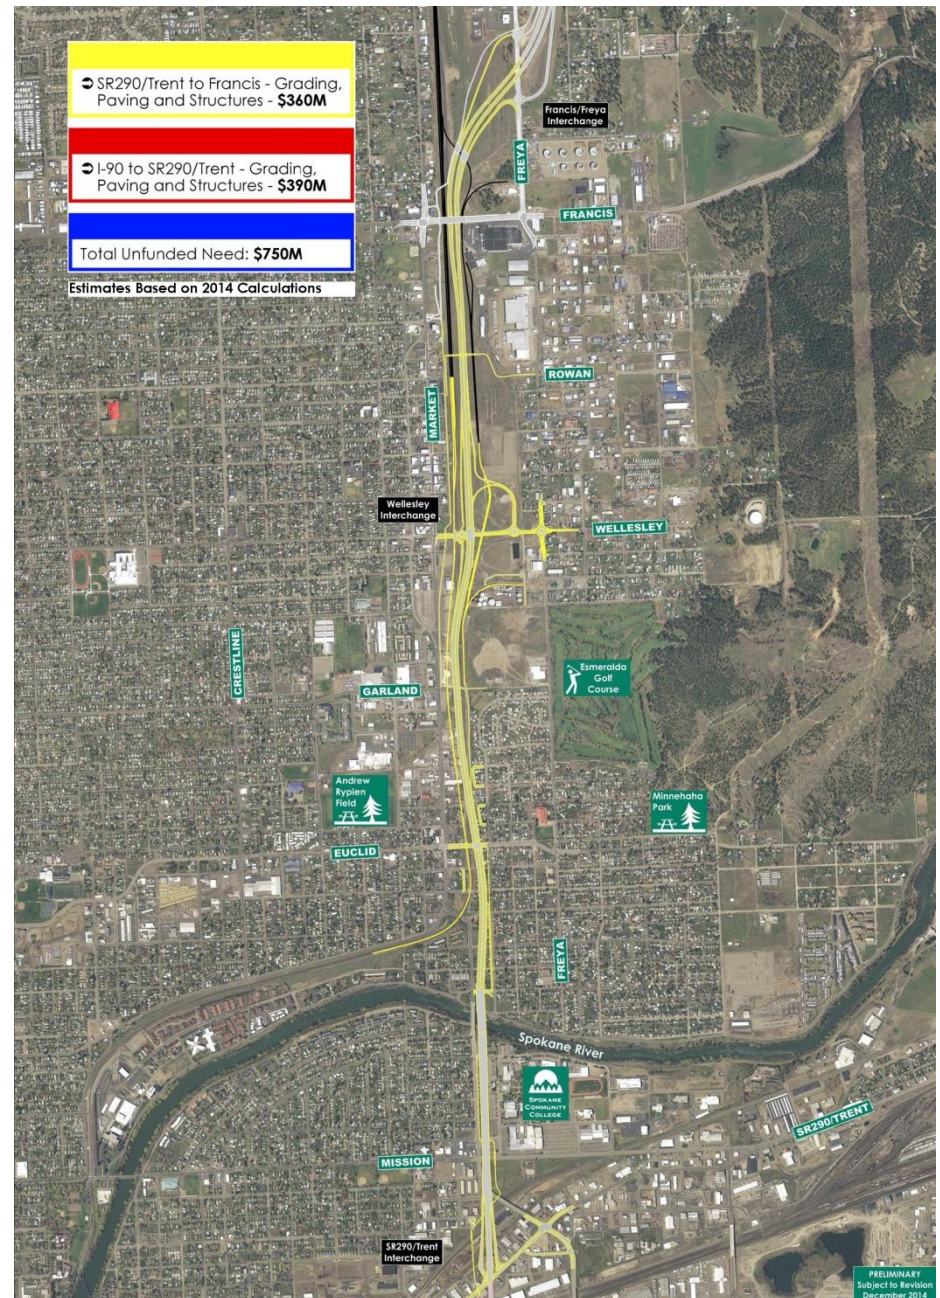 ➲ SR290/Trent to Francis - Grading,
Paving and Structures - $360M
➲ I-90 to SR290/Trent - Grading,
Paving and Structures - $390M
Total Unfunded Need: $750M
Estimates Based on 2014 Calculations
Francis/Freya
Interchange
FREYA
FRANCIS
ROWAN
MARKET
Wellesley
Interchange
WELLESLEY
CRESTLINE
Esmeralda
Golf
Course
GARLAND
Andrew
Rypien
Field
Minnehaha
Park
EUCLID
FREYA
Spokane River
SPOKANE
COMMUNITY
COLLEGE
SR290/TRENT
MISSION
SR290/Trent
Interchange
PRELIMINARY
Subject to Revision
December 2014